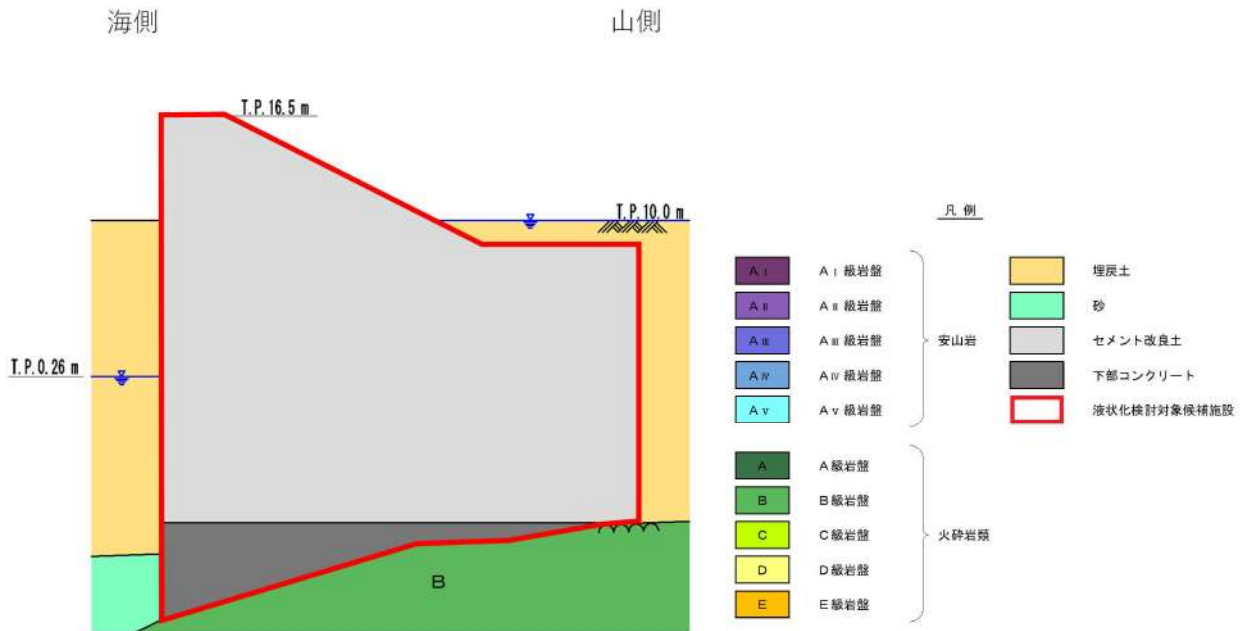 海側
山側
T.P.16.5 m
T.P.10.0 m
T.P.0.26 m
B
凡 例
AⅠ AⅠ級岩盤
AⅡ AⅡ級岩盤
AⅢ AⅢ級岩盤
AⅣ AⅣ級岩盤
AⅤ AⅤ級岩盤
安山岩
A A級岩盤
B B級岩盤
C C級岩盤
D D級岩盤
E E級岩盤
火砕岩類
埋戻土
砂
セメント改良土
下部コンクリート
液状化検討対象候補施設